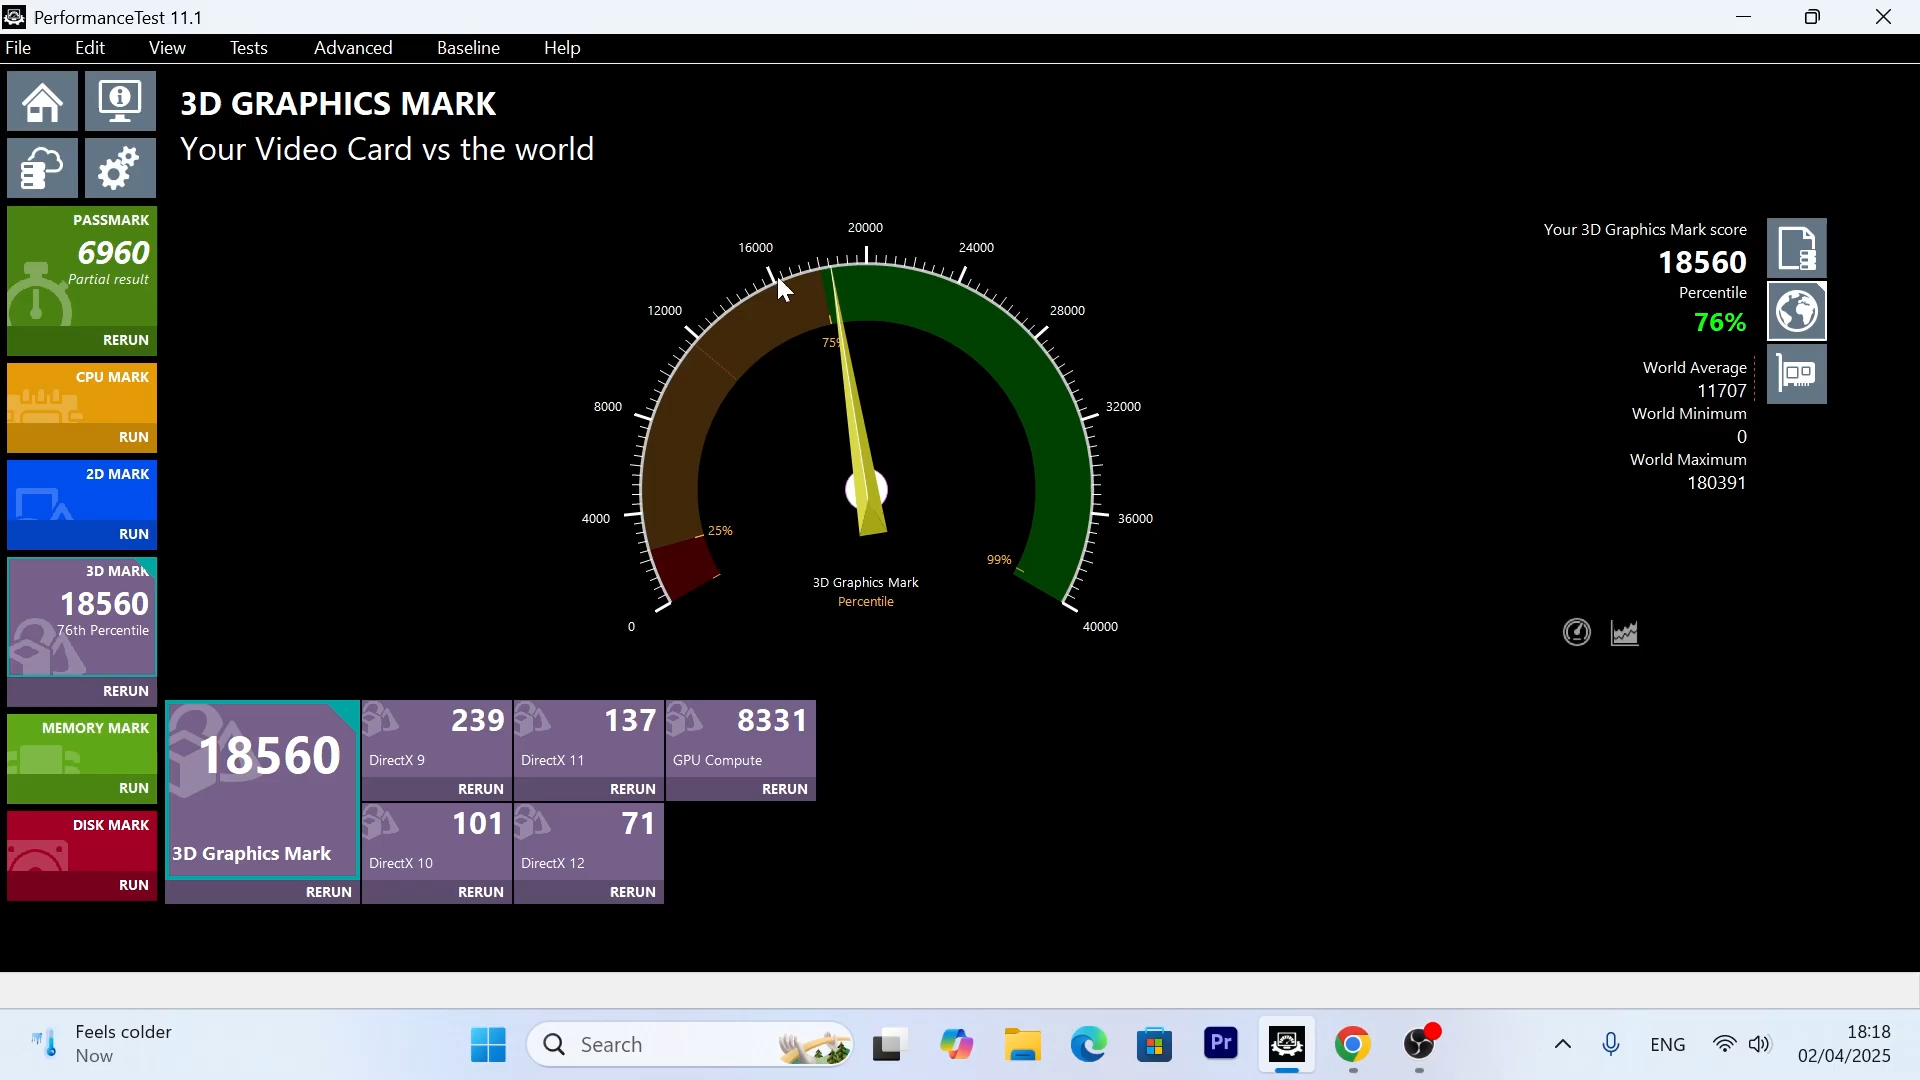 PerformanceTest 11.1
File Edit View Tests Advanced Baseline Help
3D GRAPHICS MARK
Your Video Card vs the world
PASSMARK
6960
Partial result
RERUN
CPU MARK
RUN
2D MARK
RUN
3D MARK
18560
76th Percentile
RERUN
MEMORY MARK
RUN
DISK MARK
RUN
0
4000
8000
12000
16000
20000
24000
28000
32000
36000
40000
25%
75%
99%
3D Graphics Mark
Percentile
Your 3D Graphics Mark score
18560
Percentile
76%
World Average
11707
World Minimum
0
World Maximum
180391
18560
3D Graphics Mark
RERUN
239
DirectX 9
RERUN
137
DirectX 11
RERUN
8331
GPU Compute
RERUN
101
DirectX 10
RERUN
71
DirectX 12
RERUN
Feels colder
Now
Search
Pr
ENG
18:18
02/04/2025